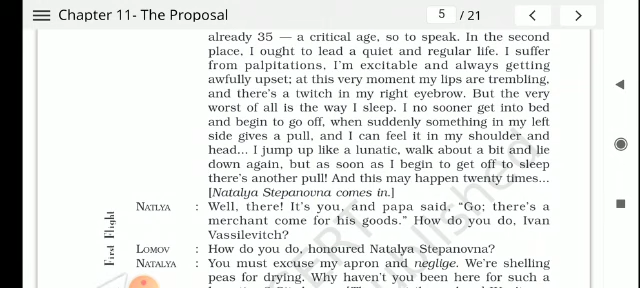 Chapter 11- The Proposal 5 / 21
already 35 — a critical age, so to speak. In the second
place, I ought to lead a quiet and regular life. I suffer
from palpitations, I'm excitable and always getting
awfully upset; at this very moment my lips are trembling,
and there's a twitch in my right eyebrow. But the very
worst of all is the way I sleep. I no sooner get into bed
and begin to go off, when suddenly something in my left
side gives a pull, and I can feel it in my shoulder and
head... I jump up like a lunatic, walk about a bit and lie
down again, but as soon as I begin to get off to sleep
there's another pull! And this may happen twenty times...
[Natalya Stepanovna comes in.]
NATLYA : Well, there! It's you, and papa said, "Go; there's a
merchant come for his goods." How do you do, Ivan
Vassilevitch?
LOMOV : How do you do, honoured Natalya Stepanovna?
NATALYA : You must excuse my apron and neglige. We're shelling
peas for drying. Why haven't you been here for such a
First Flight